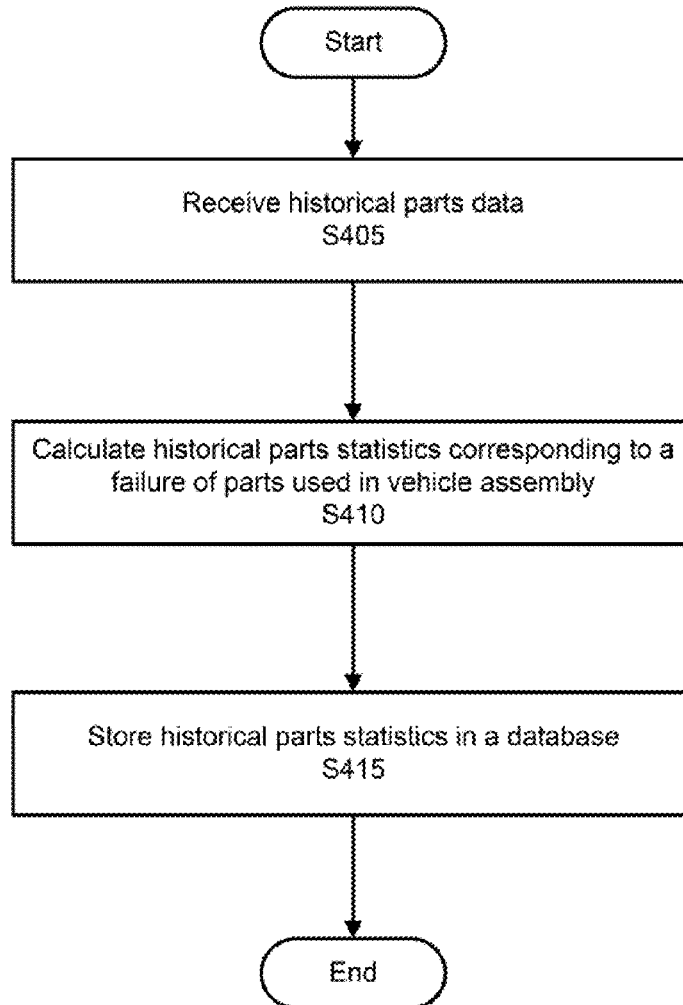 Start
Receive historical parts data
S405
Calculate historical parts statistics corresponding to a
failure of parts used in vehicle assembly
S410
Store historical parts statistics in a database
S415
End